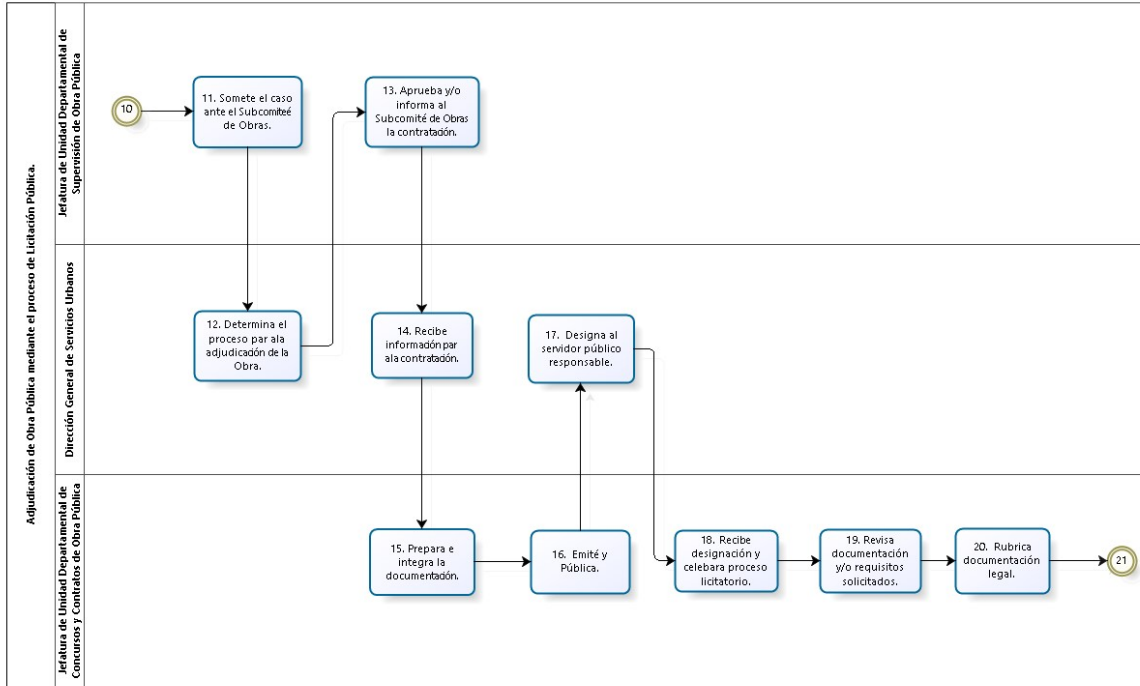 Adjudicación de Obra Pública mediante el proceso de Licitación Pública.
Jefatura de Unidad Departamental de
Supervisión de Obra Pública
10
11. Somete el caso
ante el Subcomiteé
de Obras.
13. Aprueba y/o
informa al
Subcomité de Obras
la contratación.
Dirección General de Servicios Urbanos
12. Determina el
proceso par ala
adjudicación de la
Obra.
14. Recibe
información par
ala contratación.
17. Designa al
servidor público
responsable.
Jefatura de Unidad Departamental de
Concursos y Contratos de Obra Pública
15. Prepara e
integra la
documentación.
16. Emité y
Pública.
18. Recibe
designación y
celebara proceso
licitatorio.
19. Revisa
documentación
y/o requisitos
solicitados.
20. Rubrica
documentación
legal.
21